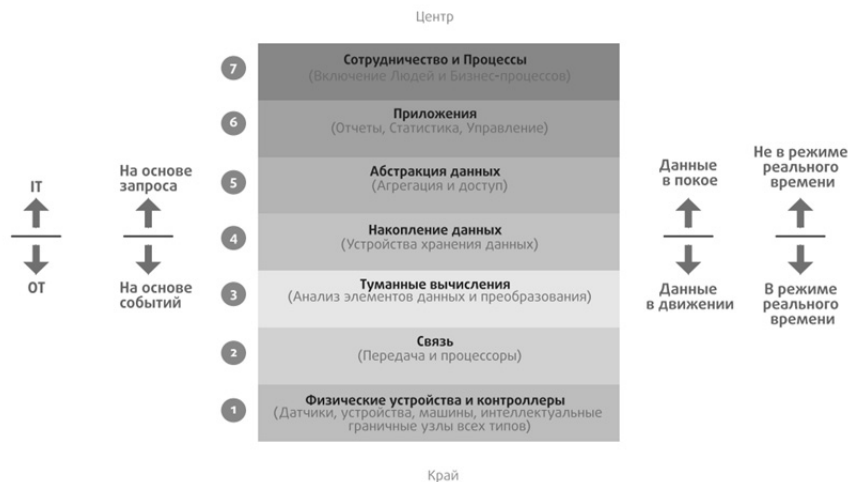 Центр
7
Сотрудничество и Процессы
(Включение Людей и Бизнес-процессов)
6
Приложения
(Отчеты, Статистика, Управление)
5
Абстракция данных
(Агрегация и доступ)
4
Накопление данных
(Устройства хранения данных)
3
Туманные вычисления
(Анализ элементов данных и преобразования)
2
Связь
(Передача и процессоры)
1
Физические устройства и контроллеры
(Датчики, устройства, машины, интеллектуальные
граничные узлы всех типов)
Край
IT
ОТ
На основе
запроса
На основе
событий
Данные
в покое
Данные
в движении
Не в режиме
реального
времени
В режиме
реального
времени